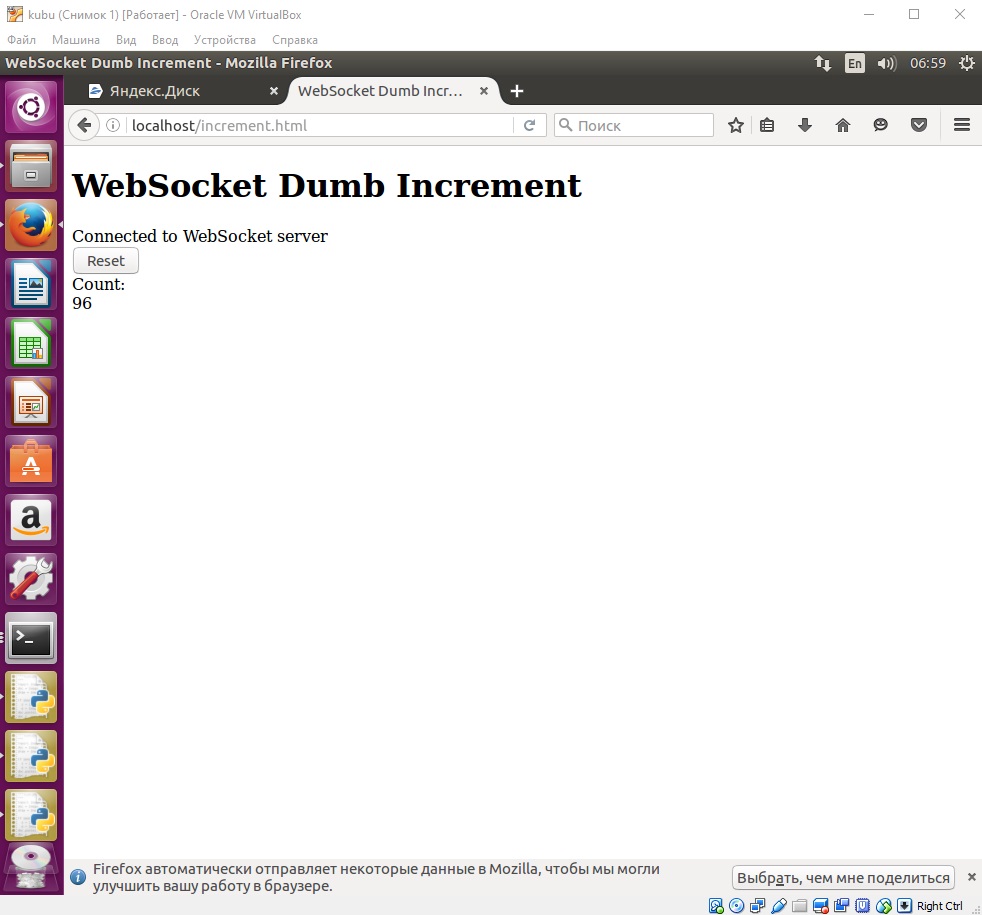 kubu (Снимок 1) [Работает] - Oracle VM VirtualBox
Файл Машина Вид Ввод Устройства Справка
WebSocket Dumb Increment - Mozilla Firefox En 06:59
Яндекс.Диск WebSocket Dumb Incr...
localhost/increment.html Поиск
WebSocket Dumb Increment
Connected to WebSocket server
Reset
Count:
96
Firefox автоматически отправляет некоторые данные в Mozilla, чтобы мы могли
улучшить вашу работу в браузере.
Выбрать, чем мне поделиться
Right Ctrl